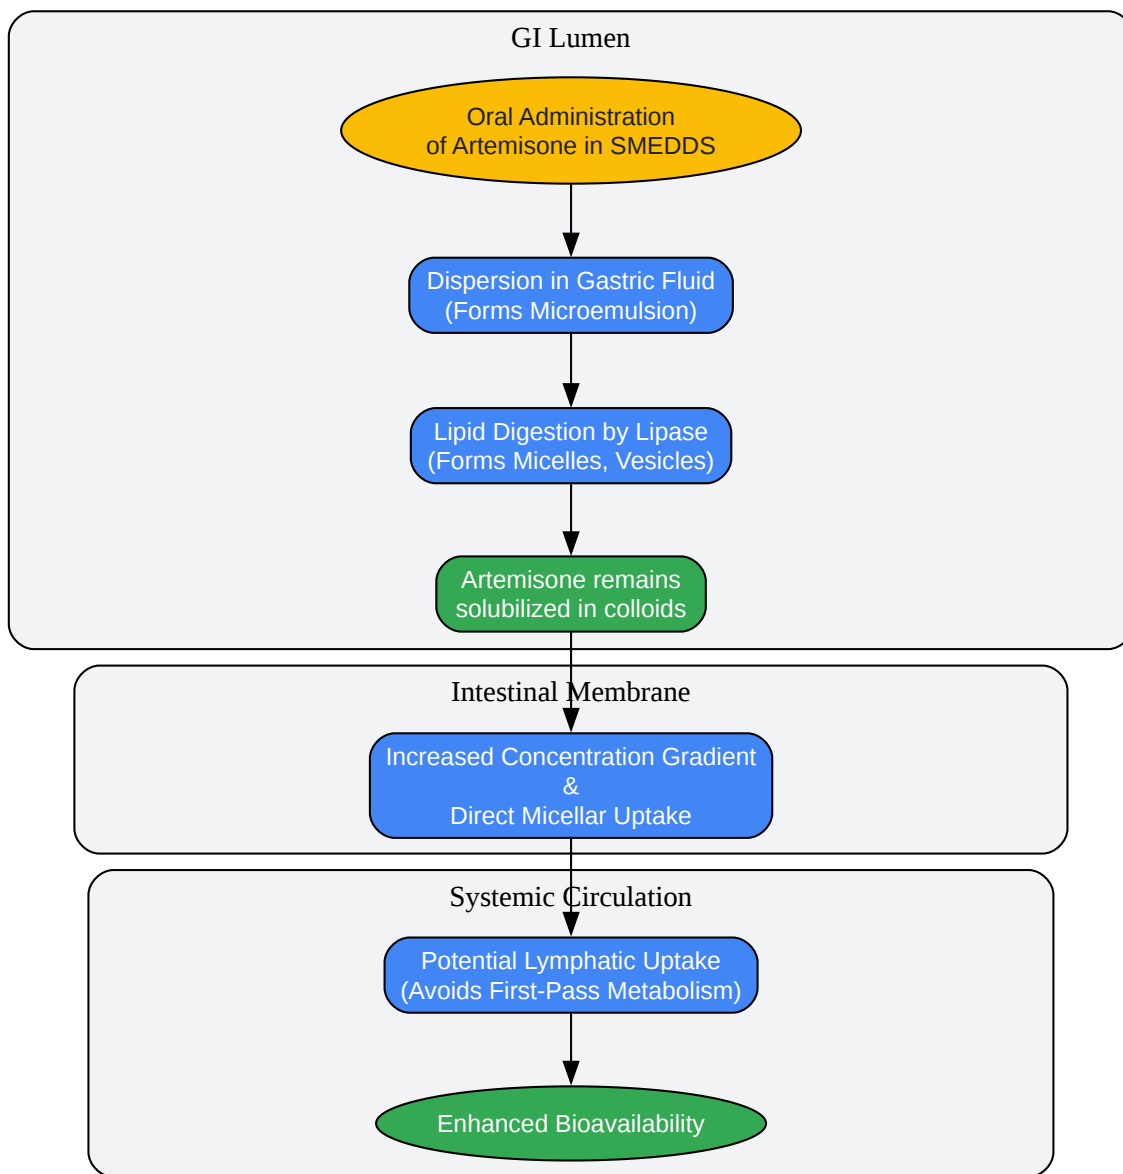 GI Lumen
Oral Administration
of Artemisone in SMEDDS
Dispersion in Gastric Fluid
(Forms Microemulsion)
Lipid Digestion by Lipase
(Forms Micelles, Vesicles)
Artemisone remains
solubilized in colloids
Intestinal Membrane
Increased Concentration Gradient
&
Direct Micellar Uptake
Systemic Circulation
Potential Lymphatic Uptake
(Avoids First-Pass Metabolism)
Enhanced Bioavailability